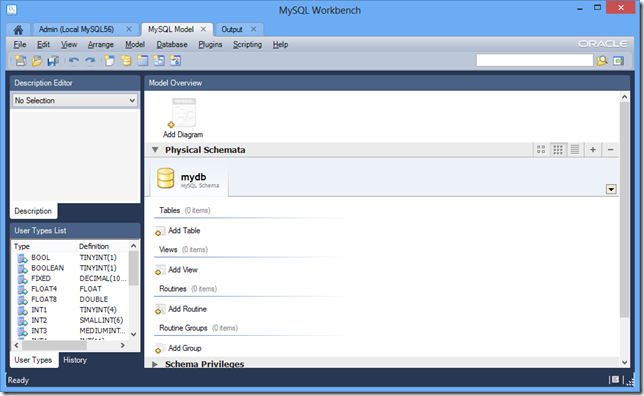 MySQL Workbench
Admin (Local MySQL56) MySQL Model Output
File Edit View Arrange Model Database Plugins Scripting Help ORACLE
Description Editor
No Selection
Description
User Types List
Type Definition
BOOL TINYINT(1)
BOOLEAN TINYINT(1)
FIXED DECIMAL(10...
FLOAT4 FLOAT
FLOAT8 DOUBLE
INT1 TINYINT(4)
INT2 SMALLINT(6)
INT3 MEDIUMINT...
User Types History
Model Overview
Add Diagram
Physical Schemata
mydb
MySQL Schema
Tables (0 items)
Add Table
Views (0 items)
Add View
Routines (0 items)
Add Routine
Routine Groups (0 items)
Add Group
Schema Privileges
Ready